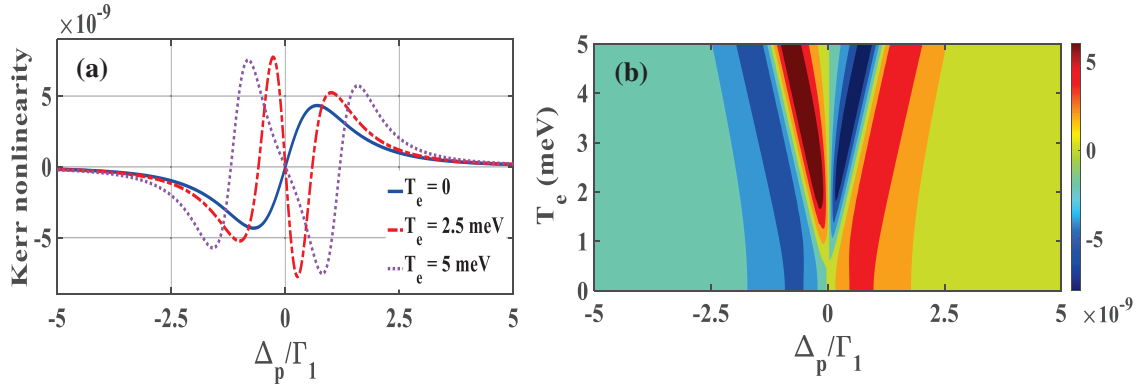 ×10⁻⁹
Kerr nonlinearity
5
0
-5
(a)
T_e = 0
T_e = 2.5 meV
T_e = 5 meV
-5 -2.5 0 2.5 5
Δ_p/Γ_1
(b)
T_e (meV)
5
4
3
2
1
0
-5 -2.5 0 2.5 5
Δ_p/Γ_1
5
0
-5
×10⁻⁹